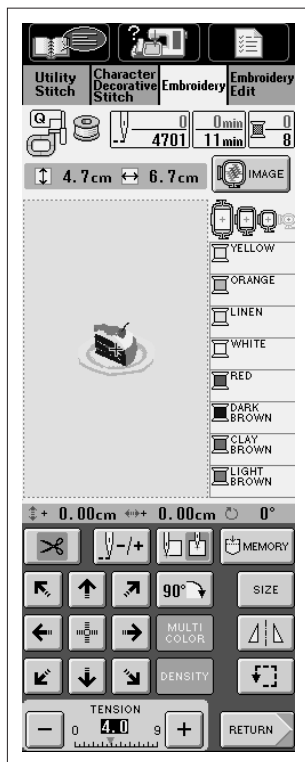 ?
Utility
Stitch
Character
Decorative
Stitch
Embroidery
Embroidery
Edit
Q
0
4701
0min
11min
0
8
4.7cm 6.7cm
IMAGE
YELLOW
ORANGE
LINEN
WHITE
RED
DARK
BROWN
CLAY
BROWN
LIGHT
BROWN
+ 0.00cm + 0.00cm 0°
-/+
MEMORY
90°
SIZE
MULTI
COLOR
DENSITY
TENSION
− 0 4.0 9 +
RETURN